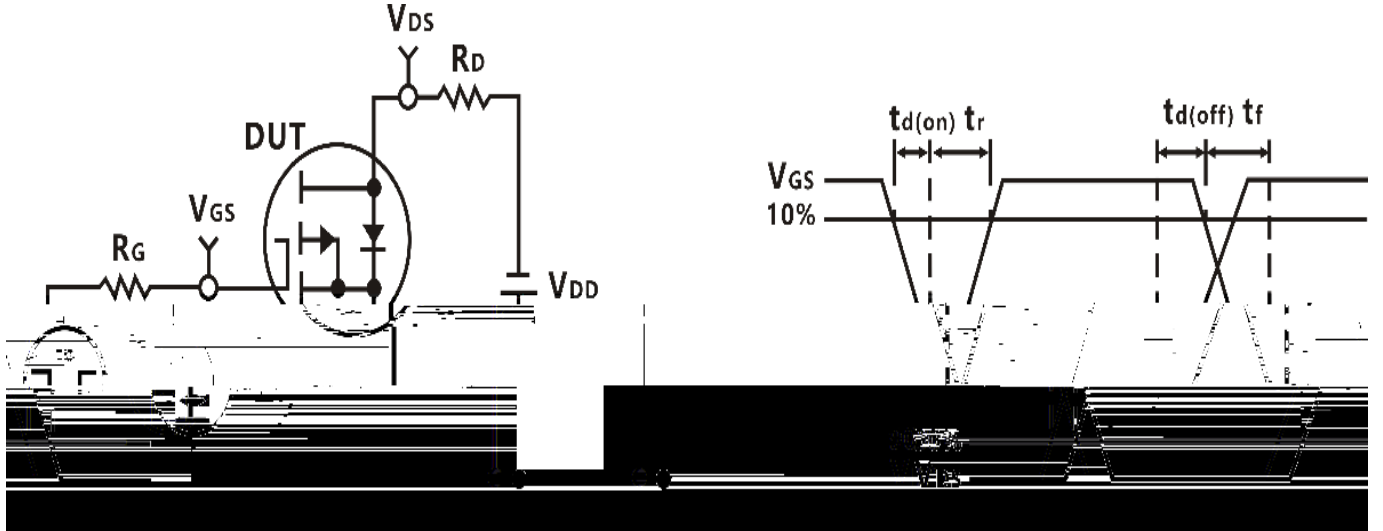 VDS
RD
DUT
VGS
RG
VDD
td(on) tr
td(off) tf
VGS
10%